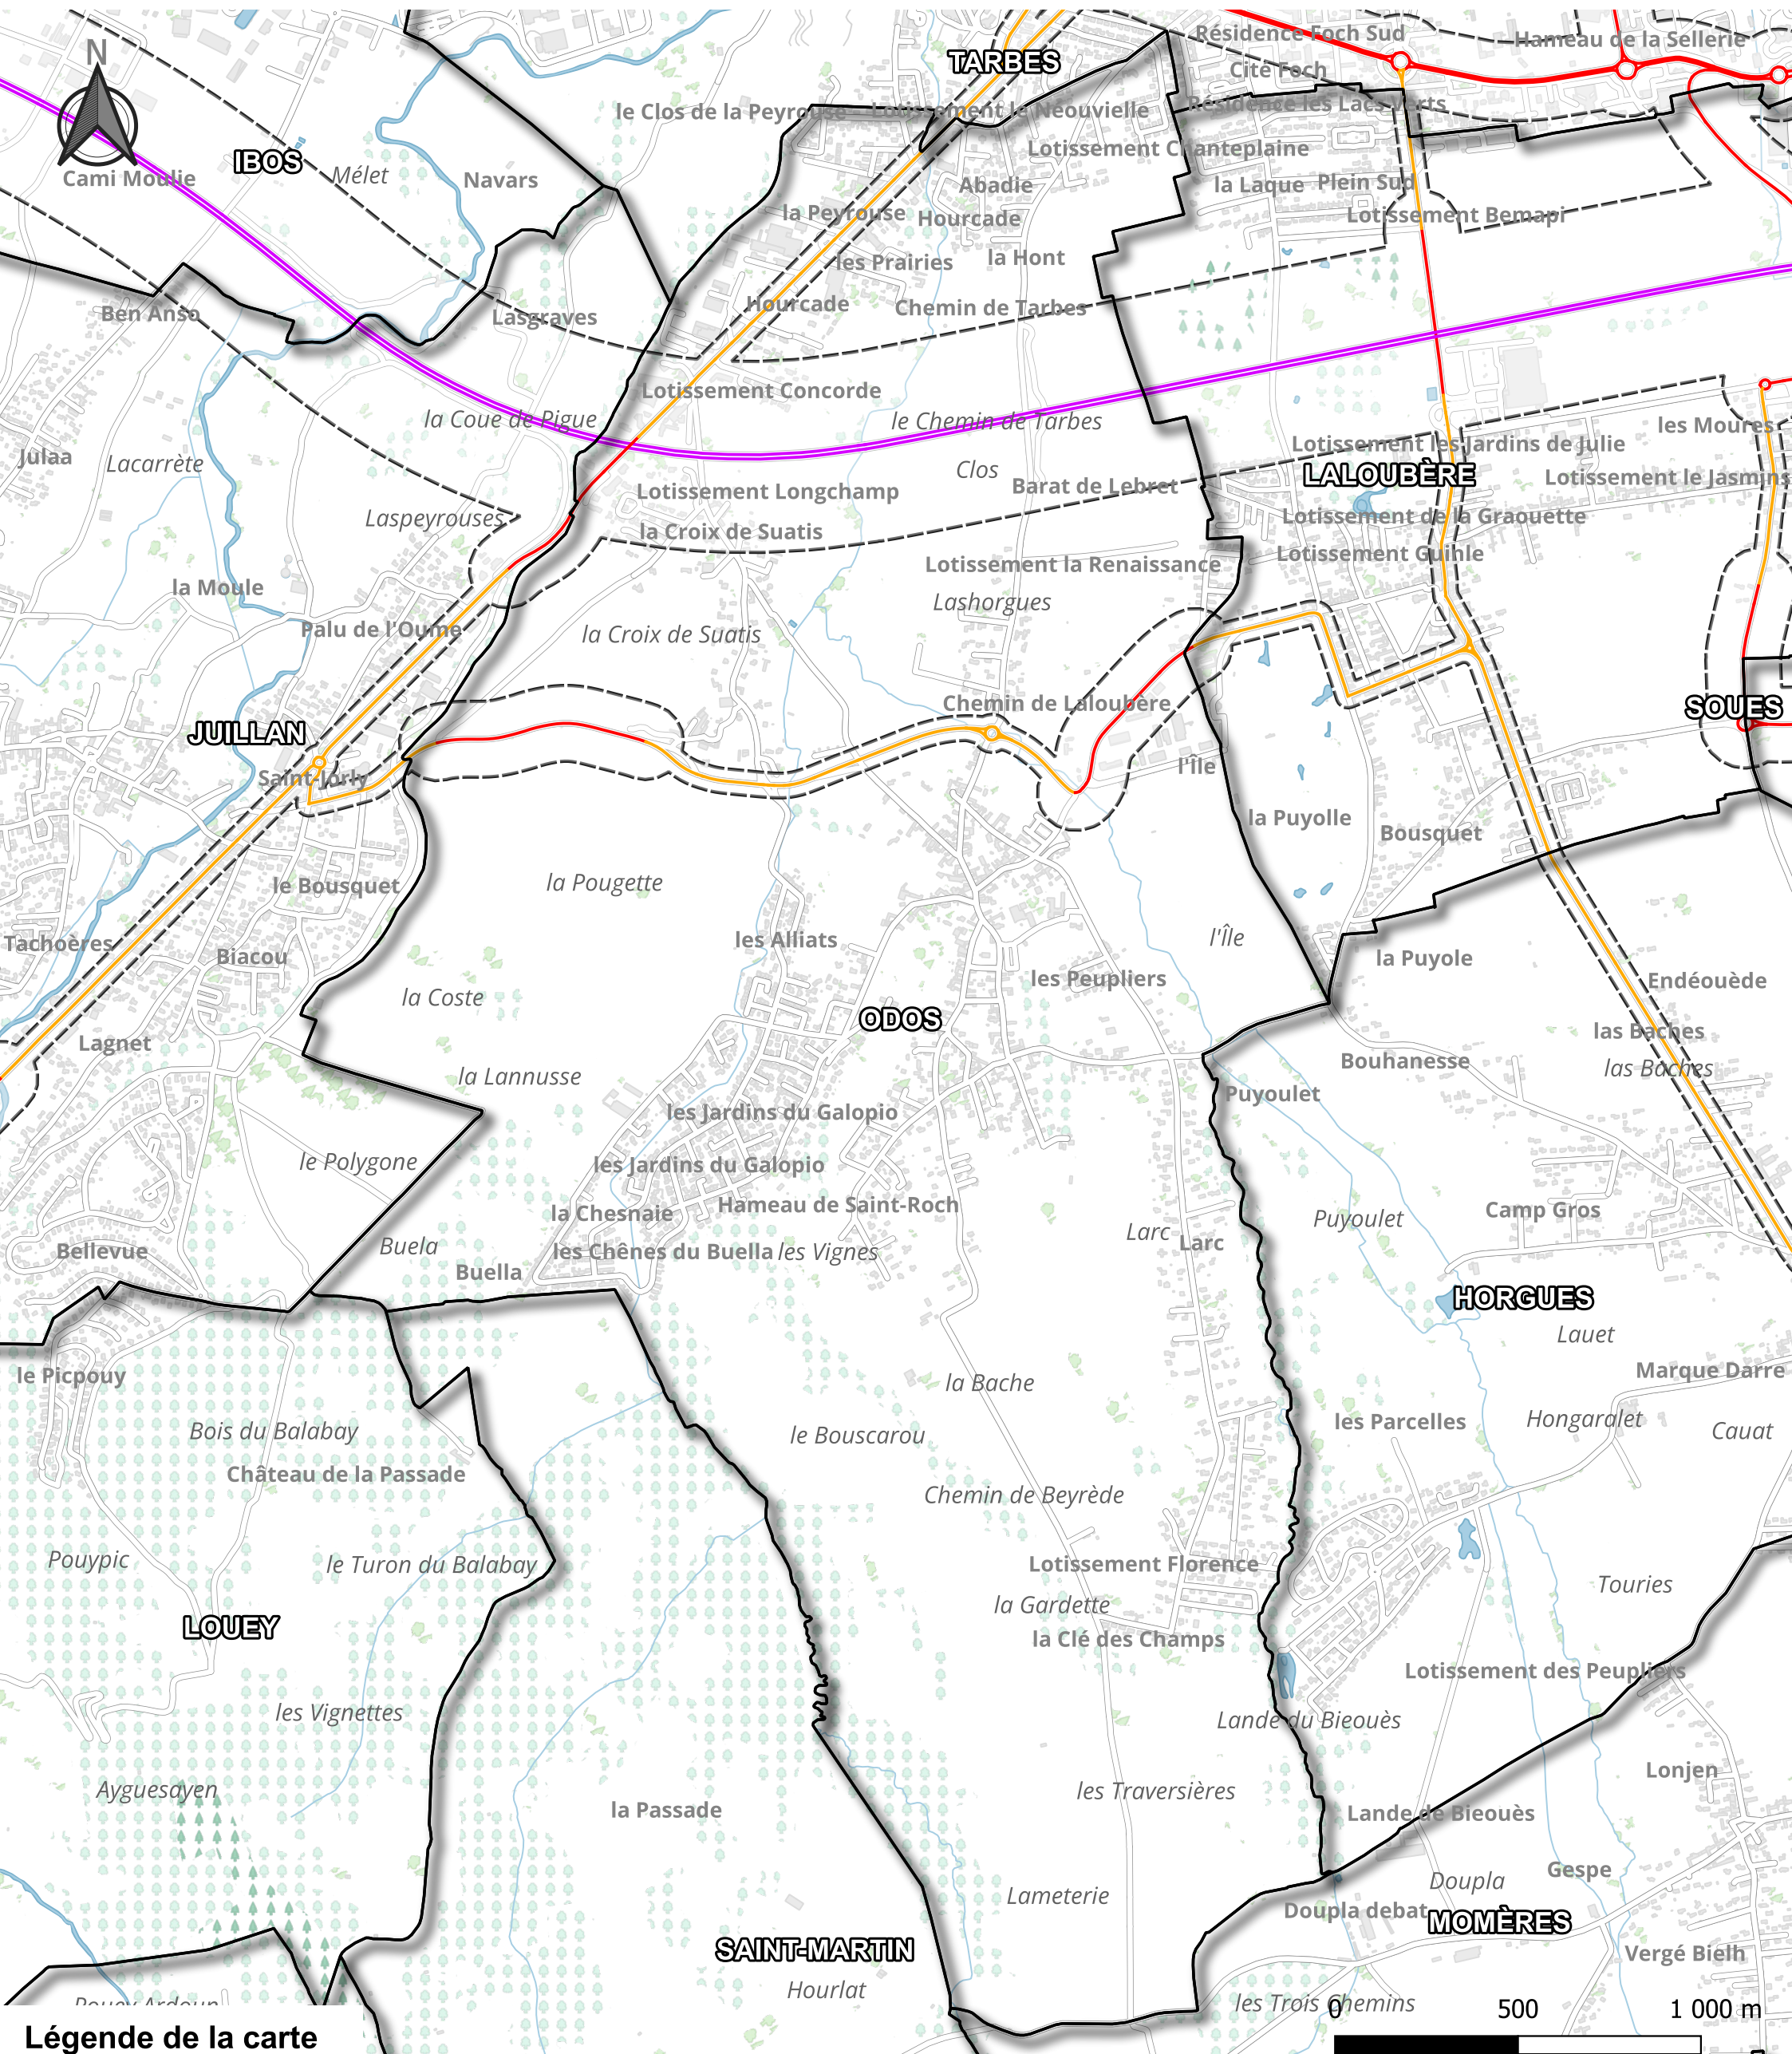 Résidence Foch Sud
Hameau de la Sellerie
N
TARBES
Cité Foch
le Clos de la Peyrouse
Lotissement le Néouvielle
Résidence les Lacs Verts
IBOS
Mélet
Cami Moulie
Navars
Lotissement Chanteplaine
Abadie
la Laque
Plein Sud
la Peyrouse
Hourcade
Lotissement Bemapi
les Prairies
la Hont
Ben Anso
Lasgraves
Hourcade
Chemin de Tarbes
Lotissement Concorde
la Coue de Pigue
le Chemin de Tarbes
les Moures
Julaa
Lacarrète
Clos
Lotissement les Jardins de Julie
LALOUBÈRE
Lotissement le Jasmins
Lotissement Longchamp
Barat de Lebret
Laspeyrouses
la Croix de Suatis
Lotissement de la Graouette
Lotissement Guihle
la Moule
Lotissement la Renaissance
Lashorgues
Palu de l'Oume
la Croix de Suatis
Chemin de Laloubère
SOUES
JUILLAN
Saint-Jorly
l'Île
la Puyolle
Bousquet
le Bousquet
la Pougette
Tachoères
Biacou
les Alliats
l'Île
la Puyole
la Coste
les Peupliers
Endéouède
ODOS
Lagnet
las Baches
Bouhanesse
las Baches
la Lannusse
Puyoulet
les Jardins du Galopio
le Polygone
les Jardins du Galopio
la Chesnaie
Hameau de Saint-Roch
Puyoulet
Camp Gros
Larc
Larc
Bellevue
Buela
les Chênes du Buella
les Vignes
Buella
HORGUES
Lauet
le Picpouy
la Bache
Marque Darre
Bois du Balabay
le Bouscarou
les Parcelles
Hongaralet
Cauat
Château de la Passade
Chemin de Beyrède
Pouypic
le Turon du Balabay
Lotissement Florence
Touries
la Gardette
LOUEY
la Clé des Champs
Lotissement des Peupliers
les Vignettes
Lande du Bieouès
Ayguesayen
la Passade
les Traversières
Lonjen
Lande de Bieouès
Gespe
Doupla
Lameterie
Doupla debat
MOMÈRES
SAINT-MARTIN
Vergé Bielh
Hourlat
les Trois Chemins
Pouey Ardoun
0 500 1 000 m
Légende de la carte